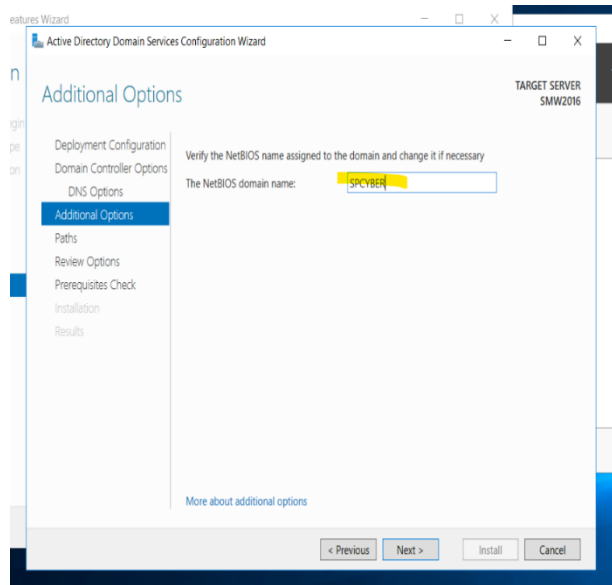 eatures Wizard
Active Directory Domain Services Configuration Wizard
Additional Options
TARGET SERVER
SMW2016
Deployment Configuration
Domain Controller Options
DNS Options
Additional Options
Paths
Review Options
Prerequisites Check
Installation
Results
Verify the NetBIOS name assigned to the domain and change it if necessary
The NetBIOS domain name: SPCYBER
More about additional options
< Previous Next > Install Cancel